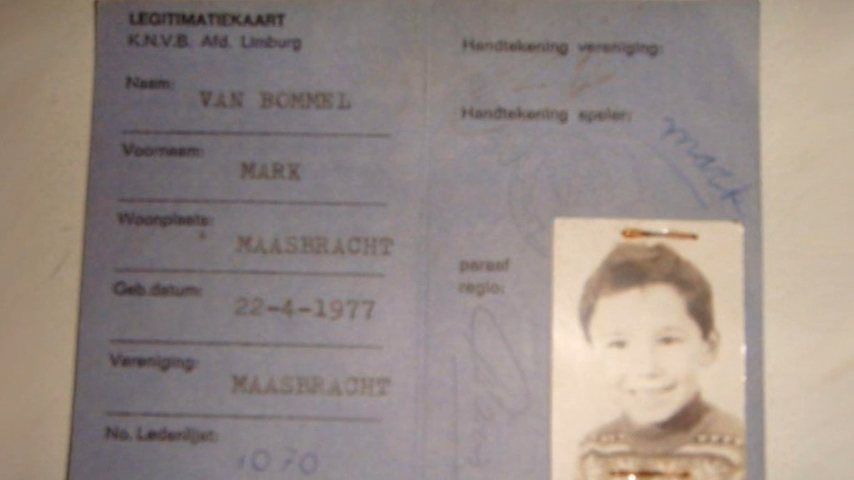 LEGITIMATIEKAART
K.N.V.B. Afd. Limburg
Naam:
VAN BOMMEL
Voornaam:
MARK
Woonplaats:
MAASBRACHT
Geb.datum:
22-4-1977
Vereniging:
MAASBRACHT
No. Ledenlijst:
1070
Handtekening vereniging:
Handtekening speler:
Mark
paraaf
regio: